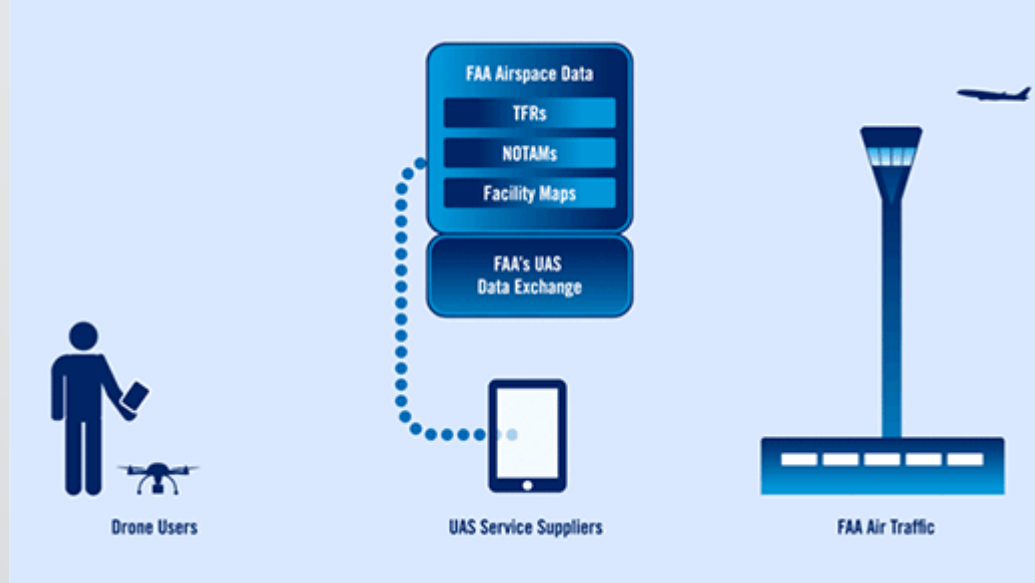 FAA Airspace Data
TFRs
NOTAMs
Facility Maps
FAA's UAS
Data Exchange
Drone Users
UAS Service Suppliers
FAA Air Traffic